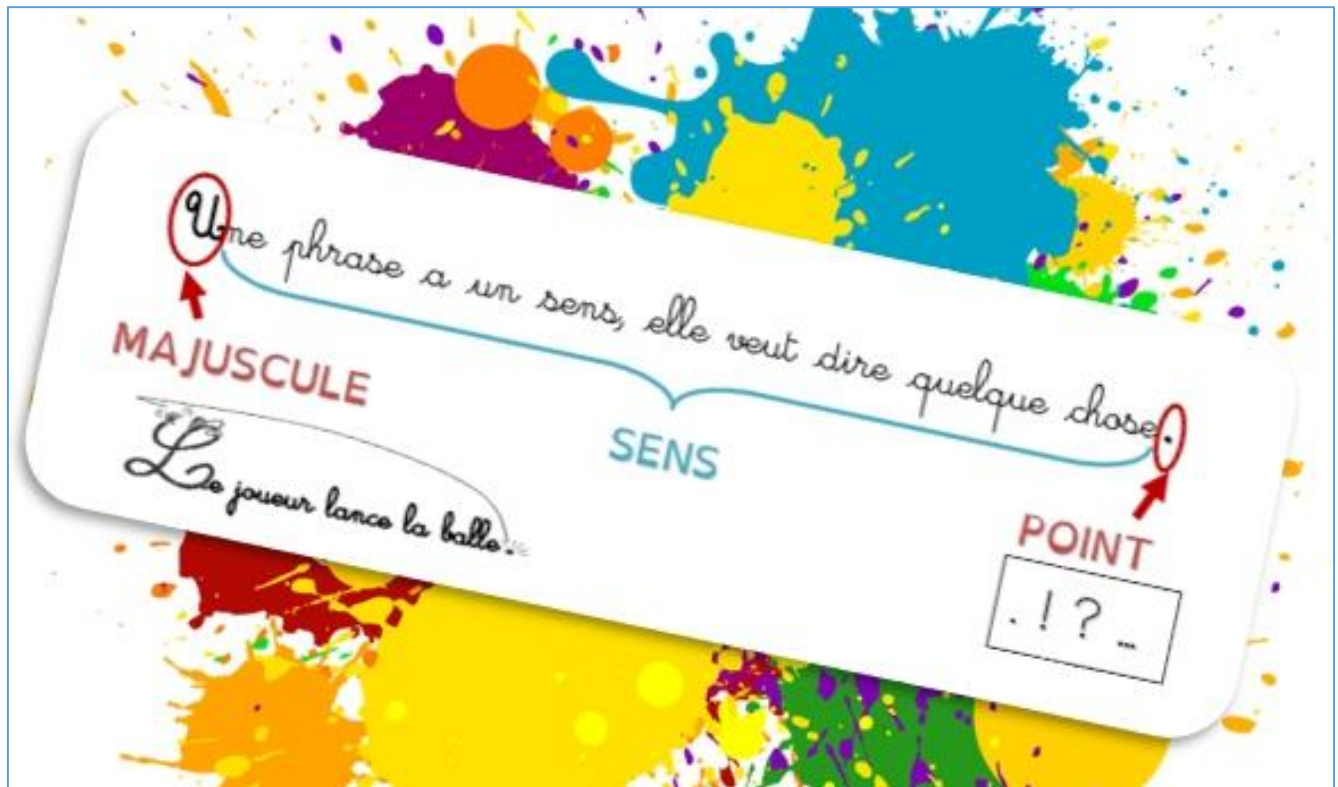 Une phrase a un sens, elle veut dire quelque chose.
MAJUSCULE
SENS
Le joueur lance la balle.
POINT
. ! ? ...